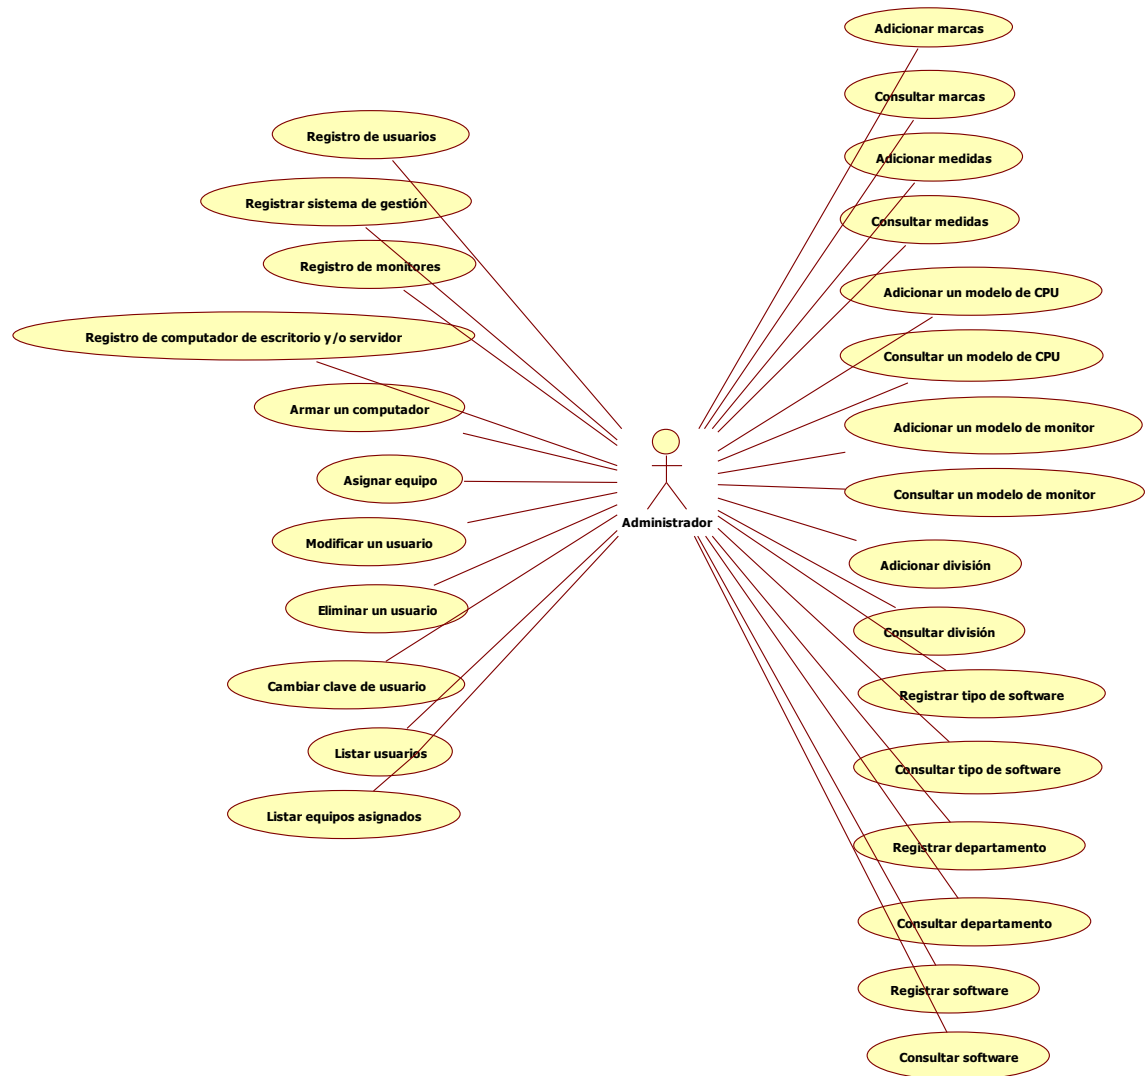 Registro de usuarios
Registrar sistema de gestión
Registro de monitores
Registro de computador de escritorio y/o servidor
Armar un computador
Asignar equipo
Modificar un usuario
Eliminar un usuario
Cambiar clave de usuario
Listar usuarios
Listar equipos asignados
Administrador
Adicionar marcas
Consultar marcas
Adicionar medidas
Consultar medidas
Adicionar un modelo de CPU
Consultar un modelo de CPU
Adicionar un modelo de monitor
Consultar un modelo de monitor
Adicionar división
Consultar división
Registrar tipo de software
Consultar tipo de software
Registrar departamento
Consultar departamento
Registrar software
Consultar software